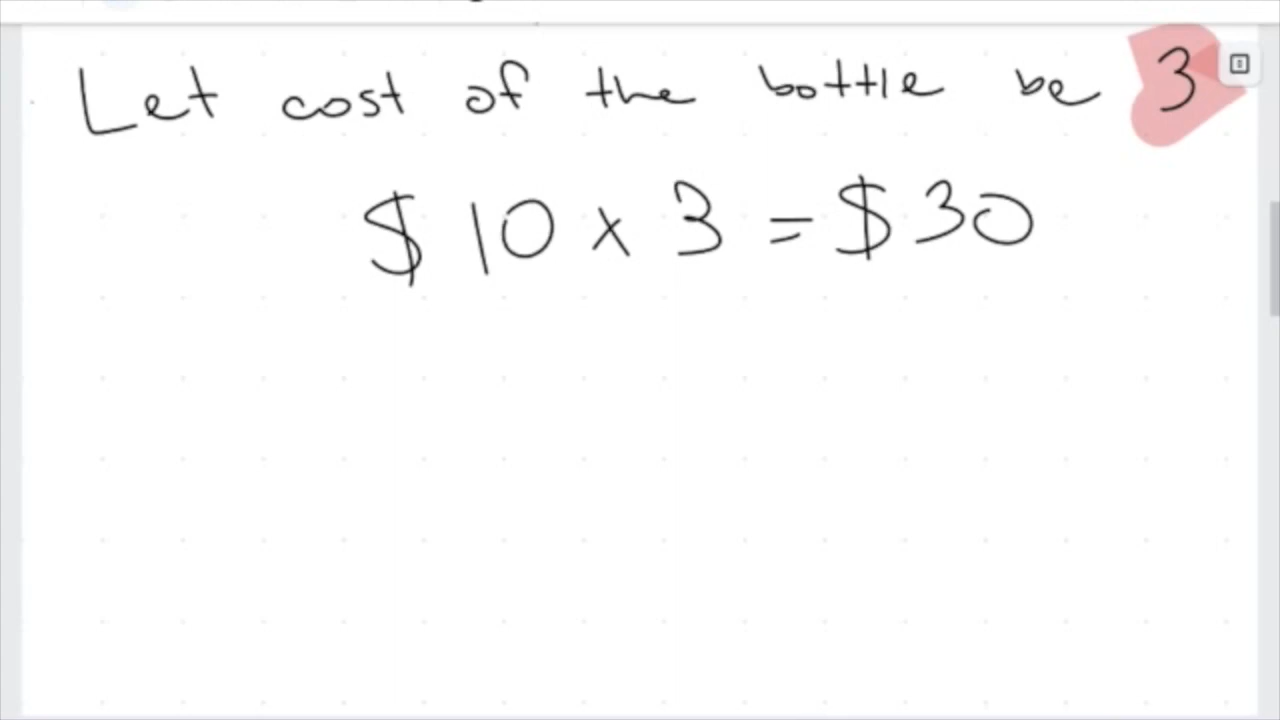 Let cost of the bottle be 3
$ 10 x 3 = $ 30